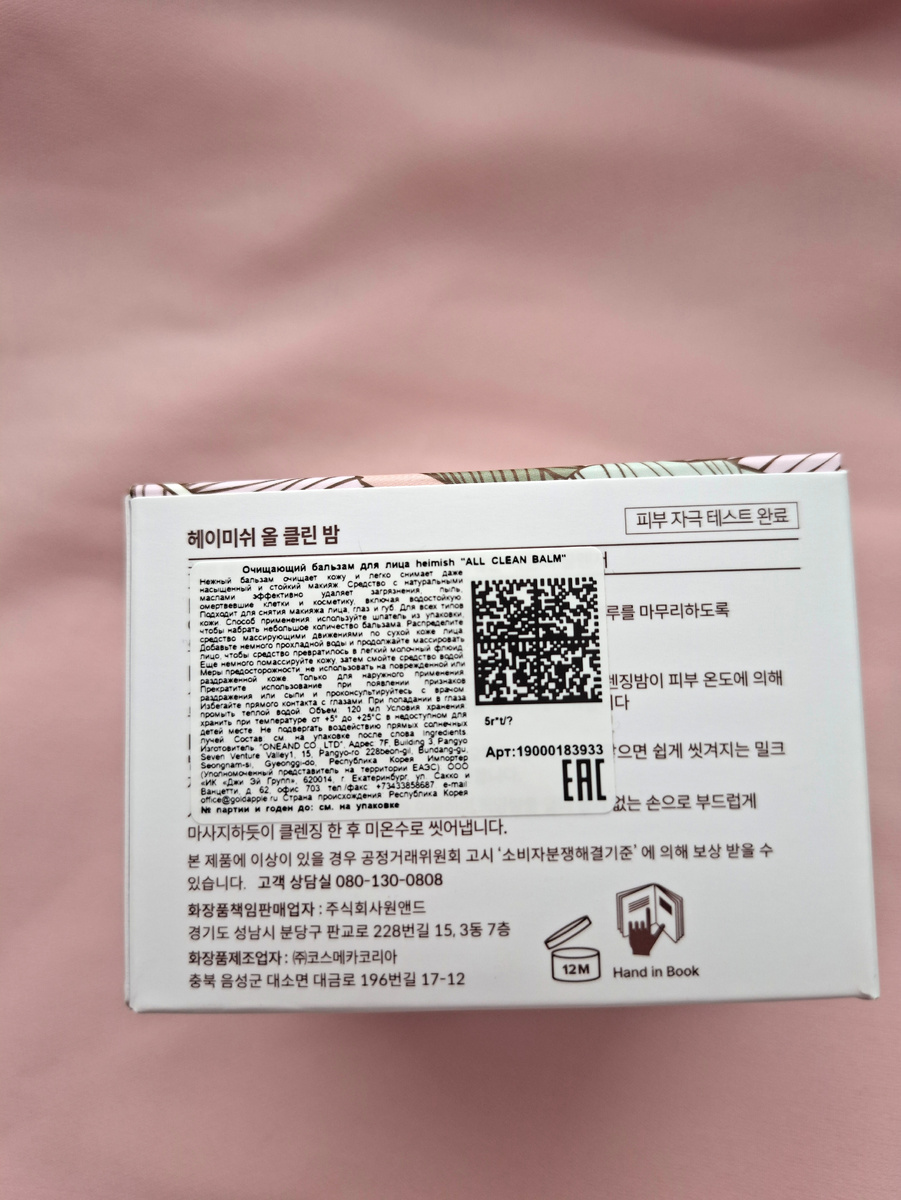 헤이미쉬 올 클린 밤
피부 자극 테스트 완료
Очищающий бальзам для лица heimish "ALL CLEAN BALM"
Нежный бальзам очищает кожу и легко снимает даже
насыщенный и стойкий макияж. Средство с натуральными
маслами эффективно удаляет загрязнения, пыль,
омертвевшие клетки и косметику, включая водостойкую.
Подходит для снятия макияжа лица, глаз и губ. Для всех типов
кожи. Способ применения: используйте шпатель из упаковки,
чтобы набрать небольшое количество бальзама. Распределите
средство массирующими движениями по сухой коже лица.
Добавьте немного прохладной воды и продолжайте массировать
лицо, чтобы средство превратилось в легкий молочный флюид.
Еще немного помассируйте кожу, затем смойте средство водой.
Меры предосторожности: не использовать на поврежденной или
раздраженной коже. Только для наружного применения.
Прекратите использование при появлении признаков
раздражения или сыпи и проконсультируйтесь с врачом.
Избегайте прямого контакта с глазами. При попадании в глаза
промыть теплой водой. Объем: 120 мл. Условия хранения:
хранить при температуре от +5° до +25°C в недоступном для
детей месте. Не подвергать воздействию прямых солнечных
лучей. Состав: см. на упаковке после слова Ingredients.
Изготовитель: "ONEAND CO., LTD", Адрес: 7F, Building 3, Pangyo
Seven Venture Valley1, 15, Pangyo-ro 228beon-gil, Bundang-gu,
Seongnam-si, Gyeonggi-do, Республика Корея. Импортер
(Уполномоченный представитель на территории ЕАЭС): ООО
«ИК «Джи Эй Групп», 620014, г. Екатеринбург, ул. Сакко и
Ванцетти, д. 62, офис 703 тел./факс: +73433858687 e-mail:
office@goldapple.ru Страна происхождения: Республика Корея
№ партии и годен до: см. на упаковке
5r"t/?
Арт:19000183933
EAC
루를 마무리하도록
렌징밤이 피부 온도에 의해
쉽게 씻겨지는 밀크
없는 손으로 부드럽게
마사지하듯이 클렌징 한 후 미온수로 씻어냅니다.
본 제품에 이상이 있을 경우 공정거래위원회 고시 '소비자분쟁해결기준' 에 의해 보상 받을 수
있습니다. 고객 상담실 080-130-0808
화장품책임판매업자 : 주식회사원앤드
경기도 성남시 분당구 판교로 228번길 15, 3동 7층
화장품제조업자 : ㈜코스메카코리아
충북 음성군 대소면 대금로 196번길 17-12
12M
Hand in Book